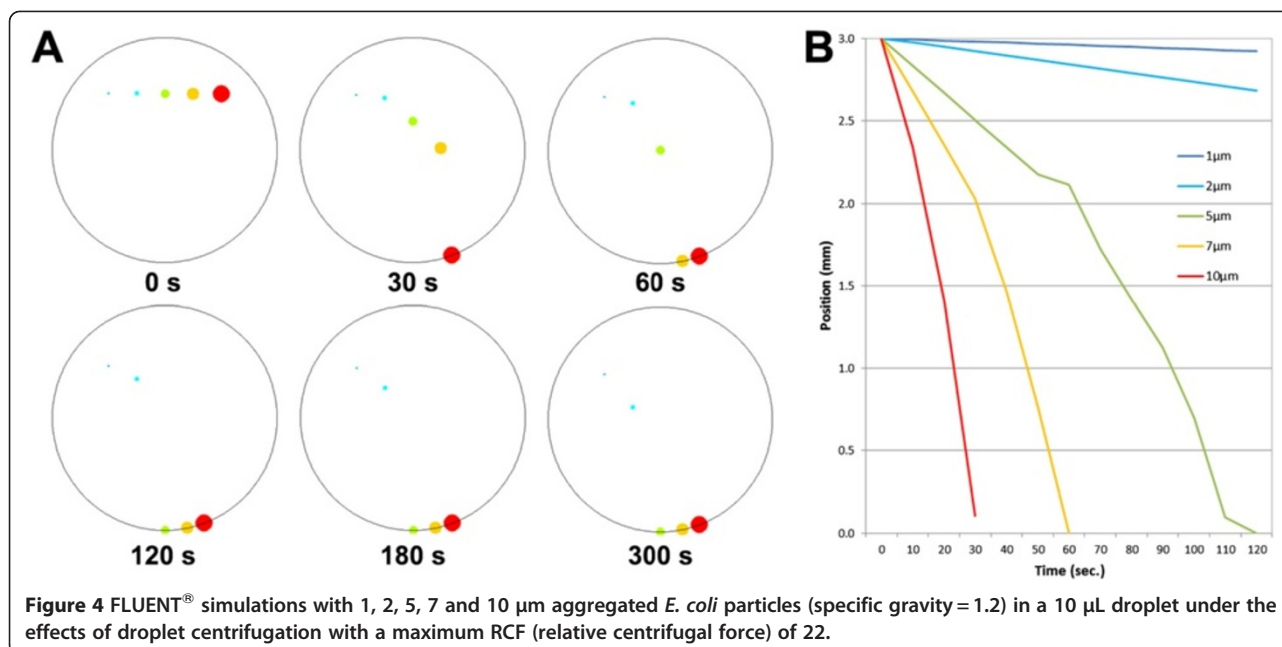 A
0 s
30 s
60 s
120 s
180 s
300 s
B
Position (mm)
3.0
2.5
2.0
1.5
1.0
0.5
0.0
1µm
2µm
5µm
7µm
10µm
0 10 20 30 40 50 60 70 80 90 100 110 120
Time (sec.)
Figure 4 FLUENT® simulations with 1, 2, 5, 7 and 10 μm aggregated E. coli particles (specific gravity = 1.2) in a 10 μL droplet under the
effects of droplet centrifugation with a maximum RCF (relative centrifugal force) of 22.